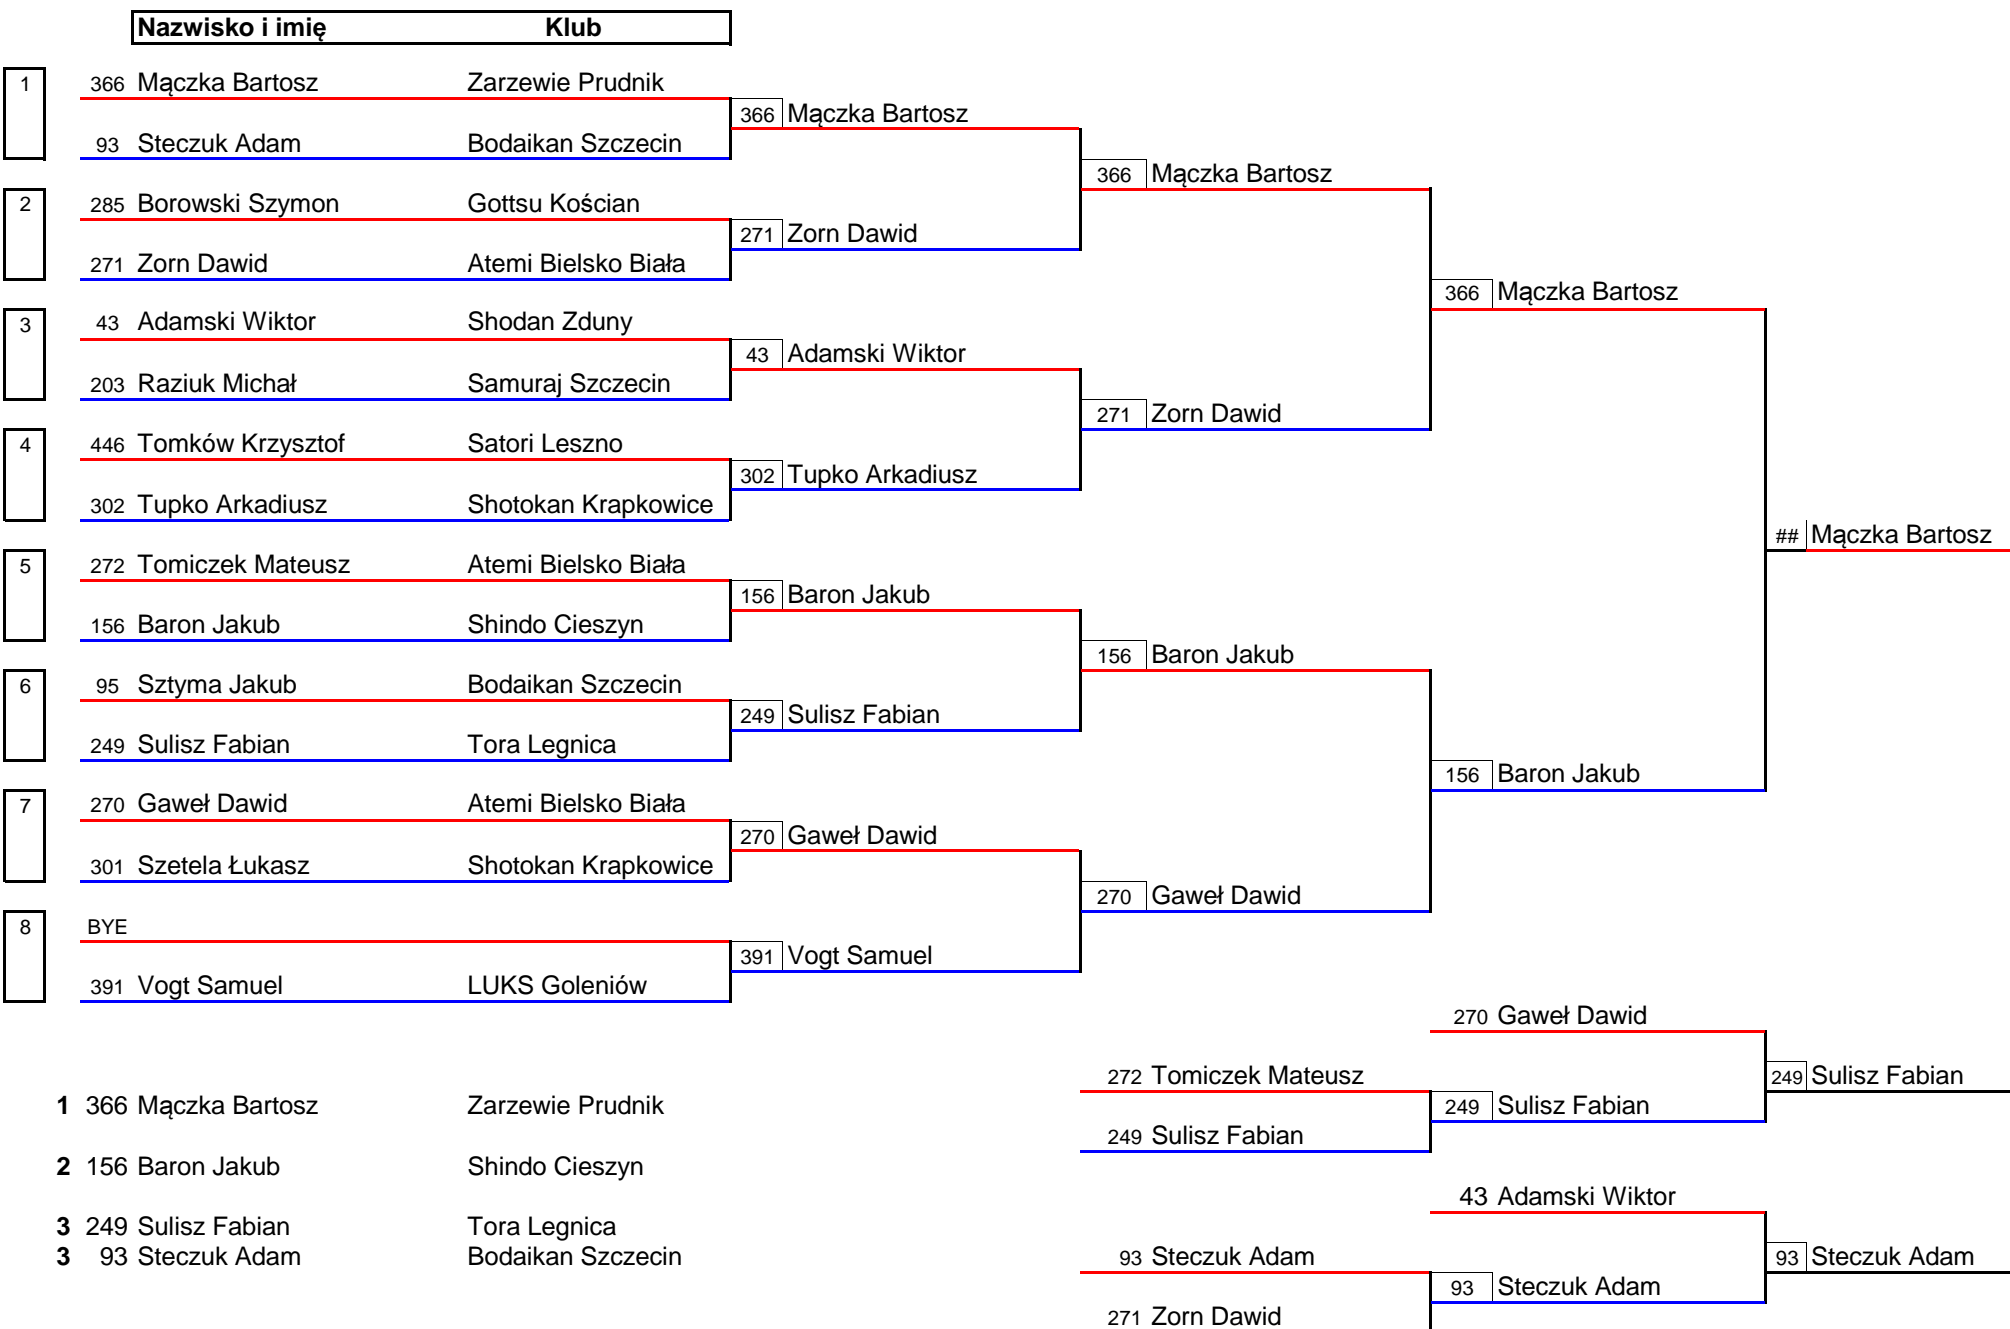 Nazwisko i imię Klub
1 366 Mączka Bartosz Zarzewie Prudnik
366 Mączka Bartosz
93 Steczuk Adam Bodaikan Szczecin
366 Mączka Bartosz
2 285 Borowski Szymon Gottsu Kościan
271 Zorn Dawid
271 Zorn Dawid Atemi Bielsko Biała
366 Mączka Bartosz
3 43 Adamski Wiktor Shodan Zduny
43 Adamski Wiktor
203 Raziuk Michał Samuraj Szczecin
271 Zorn Dawid
4 446 Tomków Krzysztof Satori Leszno
302 Tupko Arkadiusz
302 Tupko Arkadiusz Shotokan Krapkowice
## Mączka Bartosz
5 272 Tomiczek Mateusz Atemi Bielsko Biała
156 Baron Jakub
156 Baron Jakub Shindo Cieszyn
156 Baron Jakub
6 95 Sztyma Jakub Bodaikan Szczecin
249 Sulisz Fabian
249 Sulisz Fabian Tora Legnica
156 Baron Jakub
7 270 Gaweł Dawid Atemi Bielsko Biała
270 Gaweł Dawid
301 Szetela Łukasz Shotokan Krapkowice
270 Gaweł Dawid
8 BYE
391 Vogt Samuel
391 Vogt Samuel LUKS Goleniów
270 Gaweł Dawid
272 Tomiczek Mateusz
249 Sulisz Fabian
1 366 Mączka Bartosz Zarzewie Prudnik
249 Sulisz Fabian
249 Sulisz Fabian
2 156 Baron Jakub Shindo Cieszyn
43 Adamski Wiktor
3 249 Sulisz Fabian Tora Legnica
3 93 Steczuk Adam Bodaikan Szczecin
93 Steczuk Adam
93 Steczuk Adam
93 Steczuk Adam
271 Zorn Dawid